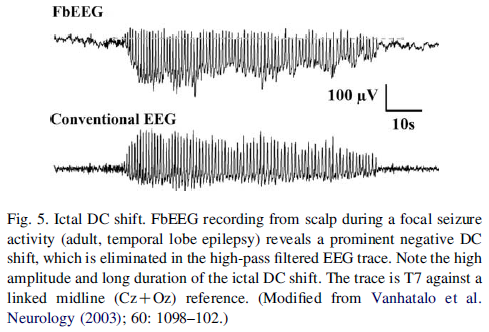 FbEEG
100 μV
Conventional EEG
10s
Fig. 5. Ictal DC shift. FbEEG recording from scalp during a focal seizure
activity (adult, temporal lobe epilepsy) reveals a prominent negative DC
shift, which is eliminated in the high-pass filtered EEG trace. Note the high
amplitude and long duration of the ictal DC shift. The trace is T7 against a
linked midline (Cz+Oz) reference. (Modified from Vanhatalo et al.
Neurology (2003); 60: 1098–102.)